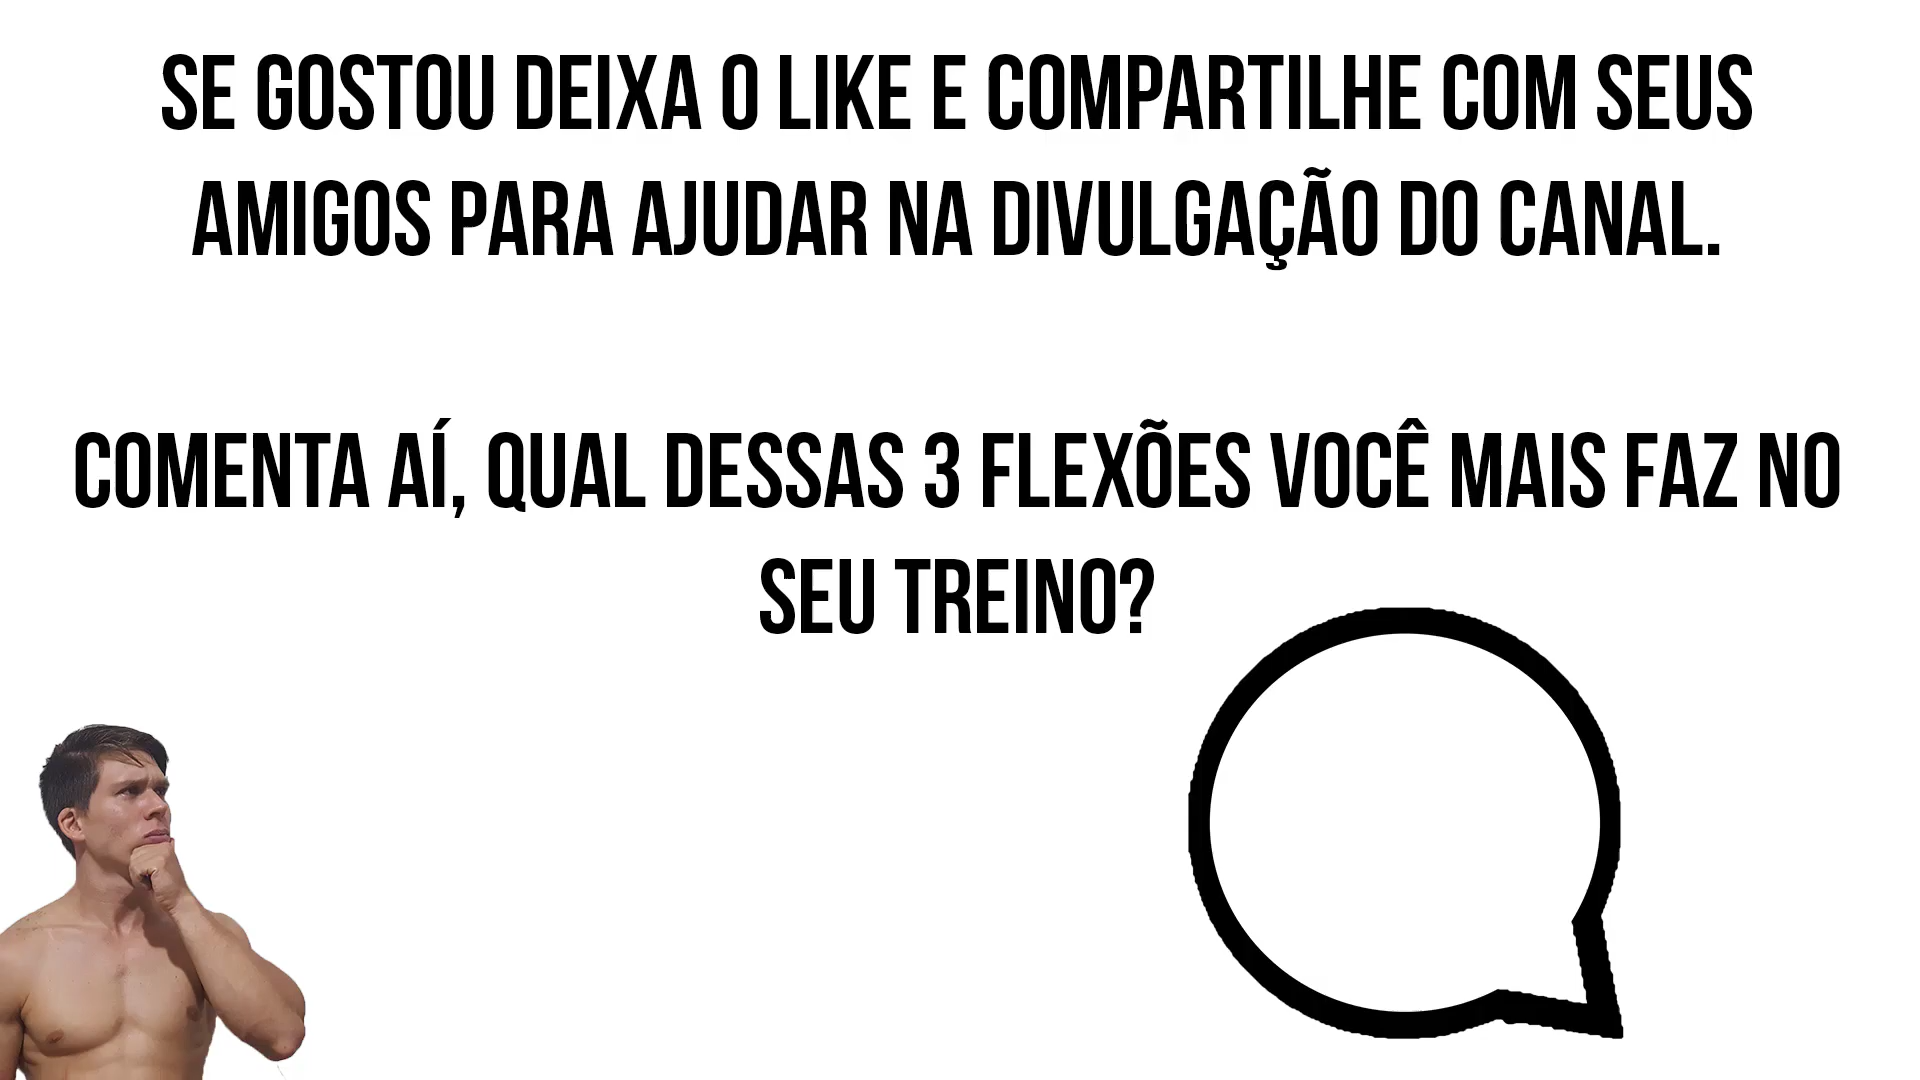 SE GOSTOU DEIXA O LIKE E COMPARTILHE COM SEUS
AMIGOS PARA AJUDAR NA DIVULGAÇÃO DO CANAL.
COMENTA AÍ, QUAL DESSAS 3 FLEXÕES VOCÊ MAIS FAZ NO
SEU TREINO?